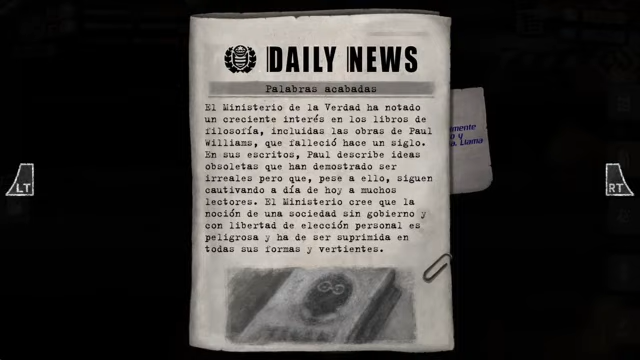 DAILY NEWS
Palabras acabadas
El Ministerio de la Verdad ha notado
un creciente interés en los libros de
filosofía, incluidas las obras de Paul
Williams, que falleció hace un siglo.
En sus escritos, Paul describe ideas
obsoletas que han demostrado ser
irreales pero que, pese a ello, siguen
cautivando a día de hoy a muchos
lectores. El Ministerio cree que la
noción de una sociedad sin gobierno y
con libertad de elección personal es
peligrosa y ha de ser suprimida en
todas sus formas y vertientes.
y
Llama
LT
RT